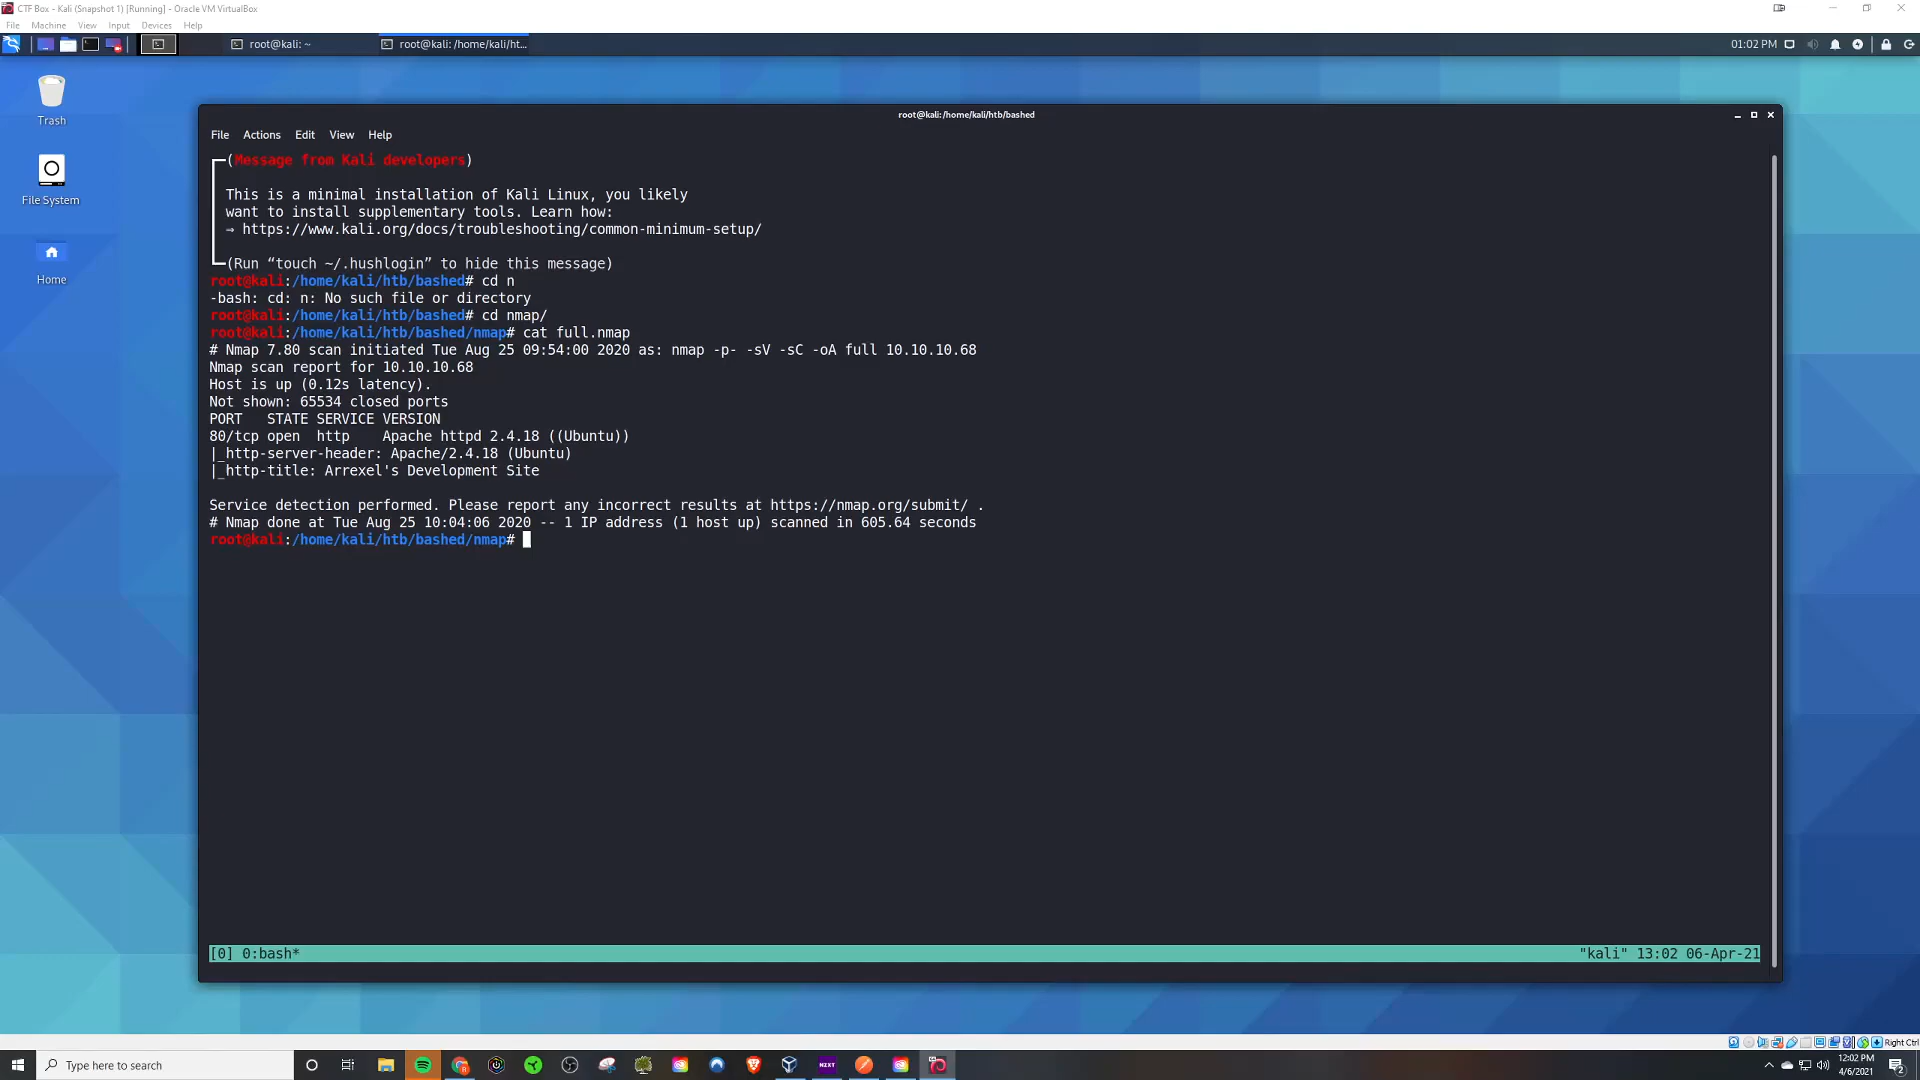 CTF Box - Kali (Snapshot 1) [Running] - Oracle VM VirtualBox
File Machine View Input Devices Help
root@kali: ~
root@kali: /home/kali/ht...
01:02 PM
Trash
File System
Home
root@kali:/home/kali/htb/bashed
File Actions Edit View Help
(Message from Kali developers)
This is a minimal installation of Kali Linux, you likely
want to install supplementary tools. Learn how:
⇒ https://www.kali.org/docs/troubleshooting/common-minimum-setup/
(Run “touch ~/.hushlogin” to hide this message)
root@kali:/home/kali/htb/bashed# cd n
-bash: cd: n: No such file or directory
root@kali:/home/kali/htb/bashed# cd nmap/
root@kali:/home/kali/htb/bashed/nmap# cat full.nmap
# Nmap 7.80 scan initiated Tue Aug 25 09:54:00 2020 as: nmap -p- -sV -sC -oA full 10.10.10.68
Nmap scan report for 10.10.10.68
Host is up (0.12s latency).
Not shown: 65534 closed ports
PORT   STATE SERVICE VERSION
80/tcp open  http    Apache httpd 2.4.18 ((Ubuntu))
|_http-server-header: Apache/2.4.18 (Ubuntu)
|_http-title: Arrexel's Development Site
Service detection performed. Please report any incorrect results at https://nmap.org/submit/ .
# Nmap done at Tue Aug 25 10:04:06 2020 -- 1 IP address (1 host up) scanned in 605.64 seconds
root@kali:/home/kali/htb/bashed/nmap#
[0] 0:bash*
"kali" 13:02 06-Apr-21
Right Ctrl
Type here to search
N2XT
12:02 PM
4/6/2021
2